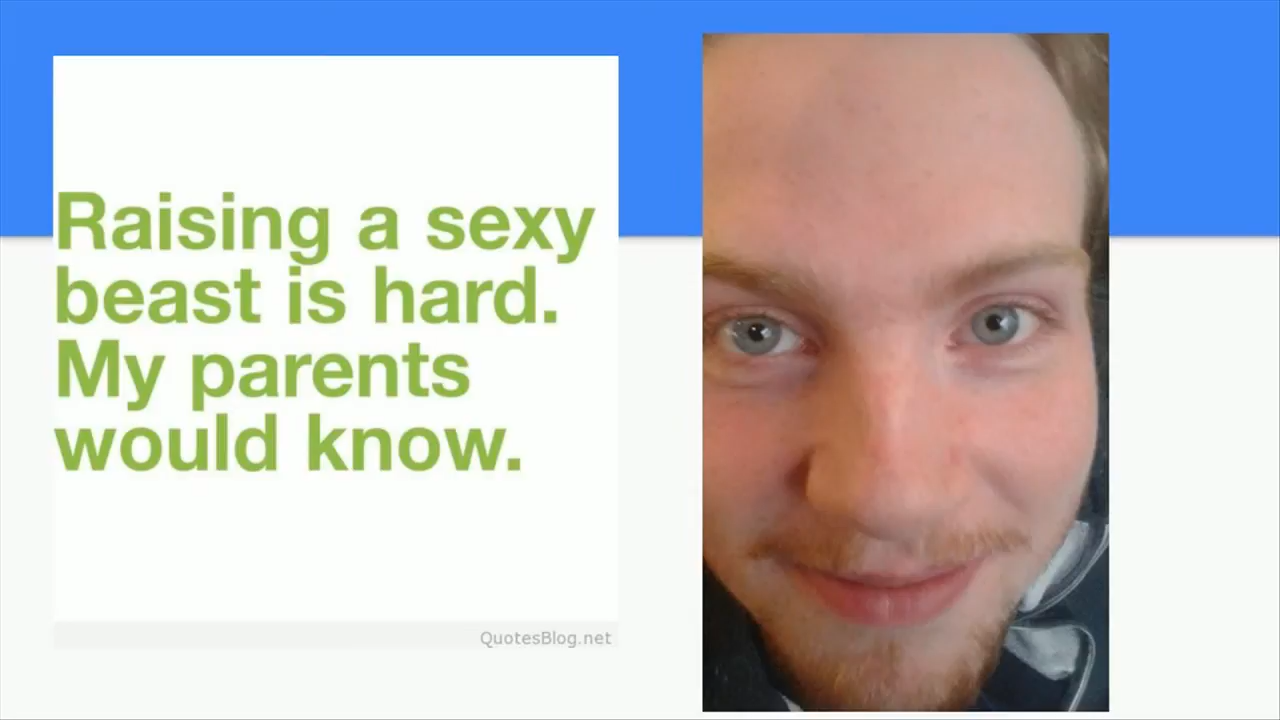 Raising a sexy
beast is hard.
My parents
would know.
QuotesBlog.net